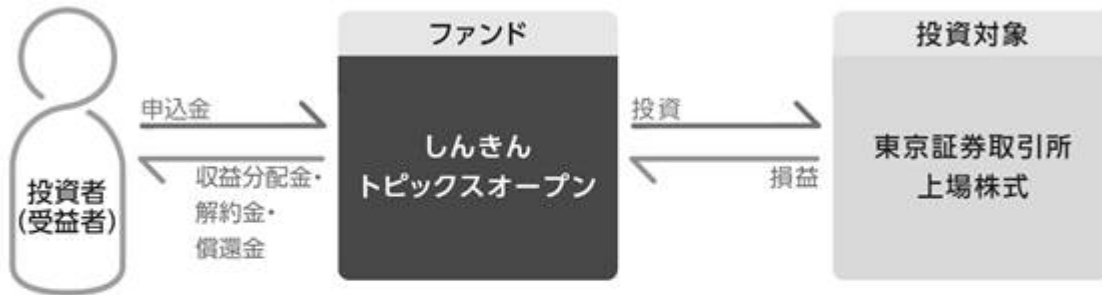 投資者
(受益者)
申込金
収益分配金・
解約金・
償還金
ファンド
しんきん
トピックスオープン
投資
損益
投資対象
東京証券取引所
上場株式